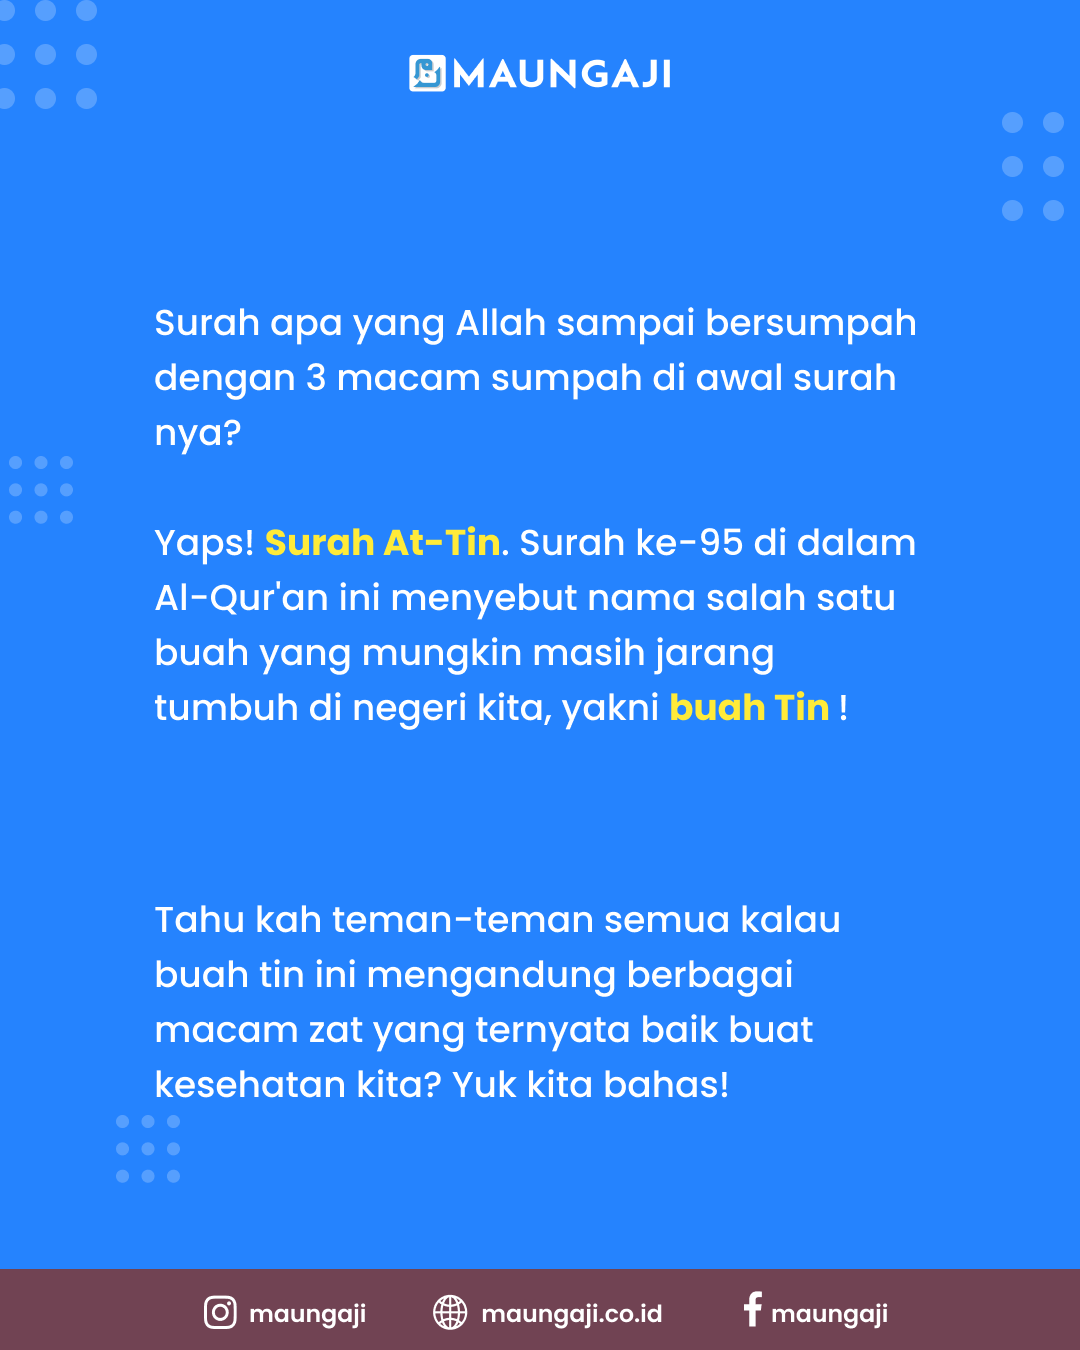 MAUNGAJI
Surah apa yang Allah sampai bersumpah
dengan 3 macam sumpah di awal surah
nya?
Yaps! Surah At-Tin. Surah ke-95 di dalam
Al-Qur'an ini menyebut nama salah satu
buah yang mungkin masih jarang
tumbuh di negeri kita, yakni buah Tin !
Tahu kah teman-teman semua kalau
buah tin ini mengandung berbagai
macam zat yang ternyata baik buat
kesehatan kita? Yuk kita bahas!
maungaji maungaji.co.id maungaji